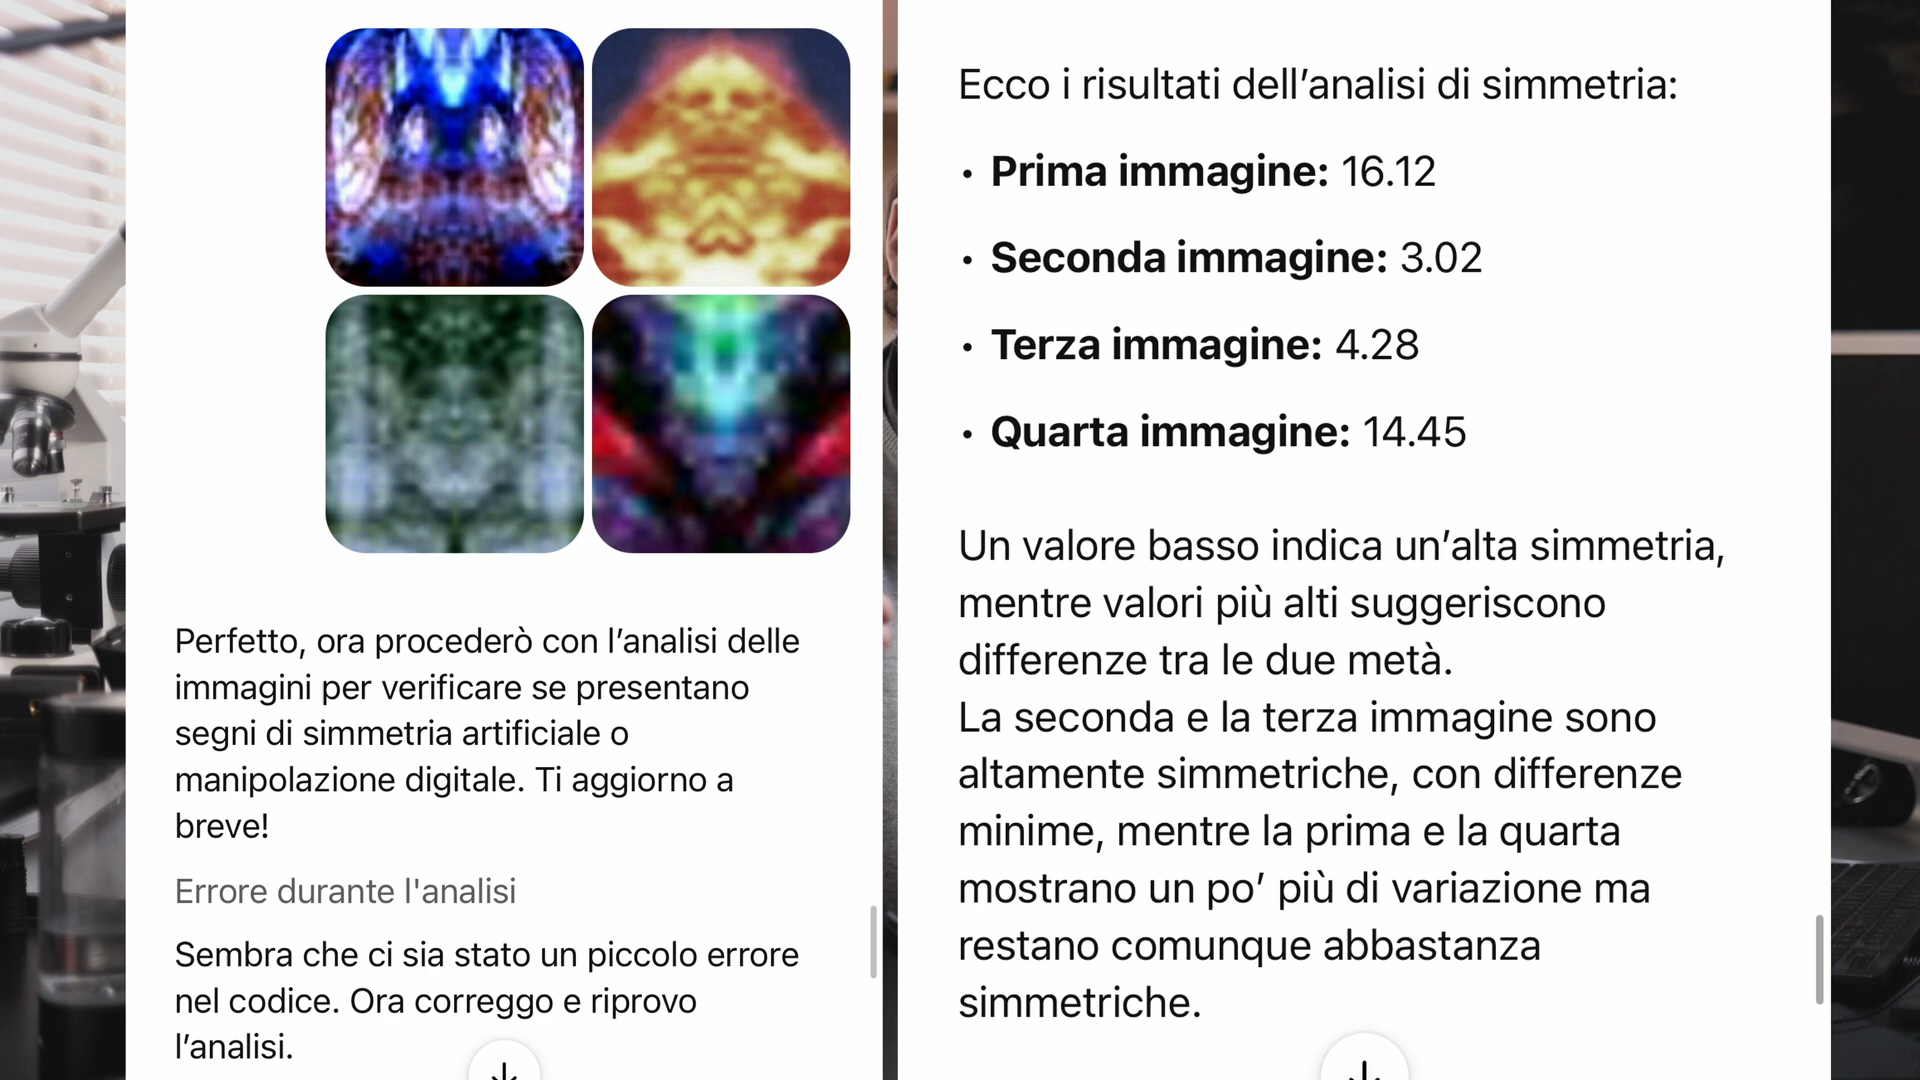 Perfetto, ora procederò con l’analisi delle
immagini per verificare se presentano
segni di simmetria artificiale o
manipolazione digitale. Ti aggiorno a
breve!
Errore durante l'analisi
Sembra che ci sia stato un piccolo errore
nel codice. Ora correggo e riprovo
l’analisi.
Ecco i risultati dell’analisi di simmetria:
• Prima immagine: 16.12
• Seconda immagine: 3.02
• Terza immagine: 4.28
• Quarta immagine: 14.45
Un valore basso indica un’alta simmetria,
mentre valori più alti suggeriscono
differenze tra le due metà.
La seconda e la terza immagine sono
altamente simmetriche, con differenze
minime, mentre la prima e la quarta
mostrano un po’ più di variazione ma
restano comunque abbastanza
simmetriche.